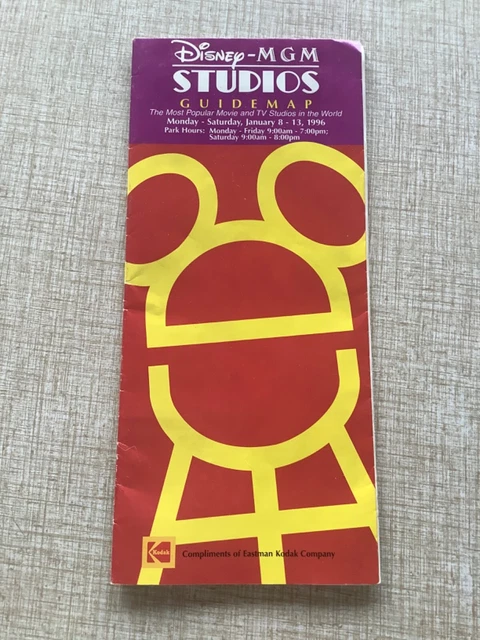 Disney-MGM
STUDIOS
GUIDEMAP
The Most Popular Movie and TV Studios in the World
Monday - Saturday, January 8 - 13, 1996
Park Hours: Monday - Friday 9:00am - 7:00pm;
Saturday 9:00am - 8:00pm
Kodak
Compliments of Eastman Kodak Company